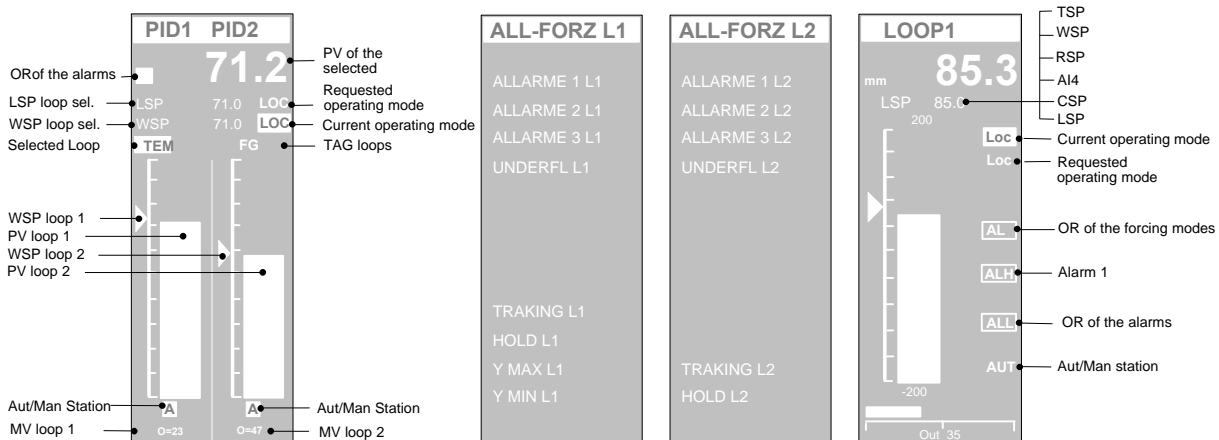 PID1 PID2
71.2
ORof the alarms
PV of the
selected
LSP loop sel.
LSP 71.0 LOC
Requested
operating mode
WSP loop sel.
WSP 71.0 LOC
Current operating mode
Selected Loop
TEM FG
TAG loops
WSP loop 1
PV loop 1
WSP loop 2
PV loop 2
Aut/Man Station
A A
Aut/Man Station
MV loop 1
O=23 O=47
MV loop 2
ALL-FORZ L1
ALLARME 1 L1
ALLARME 2 L1
ALLARME 3 L1
UNDERFL L1
TRAKING L1
HOLD L1
Y MAX L1
Y MIN L1
ALL-FORZ L2
ALLARME 1 L2
ALLARME 2 L2
ALLARME 3 L2
UNDERFL L2
TRAKING L2
HOLD L2
LOOP1
85.3
mm
LSP 85.0
200
TSP
WSP
RSP
AI4
CSP
LSP
Loc
Current operating mode
Loc
Requested
operating mode
AL
OR of the forcing modes
ALH
Alarm 1
ALL
OR of the alarms
AUT
Aut/Man station
-200
Out 35